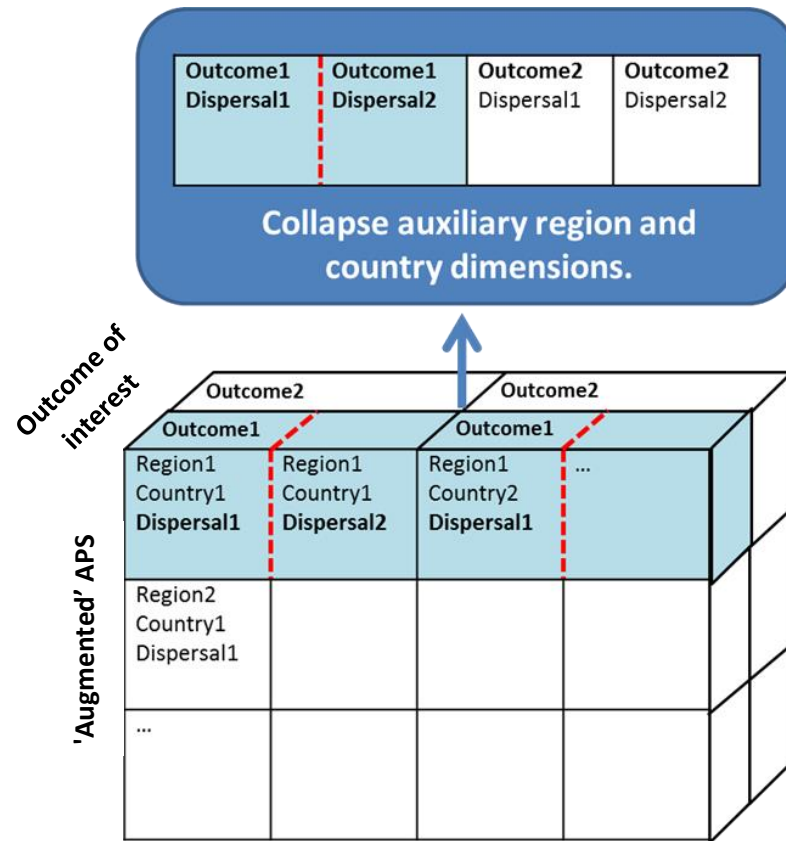 Outcome1
Dispersal1
Outcome1
Dispersal2
Outcome2
Dispersal1
Outcome2
Dispersal2
Collapse auxiliary region and
country dimensions.
Outcome of
interest
Outcome2
Outcome2
Outcome1
Outcome1
'Augmented’ APS
Region1
Country1
Dispersal1
Region1
Country1
Dispersal2
Region1
Country2
Dispersal1
...
Region2
Country1
Dispersal1
...